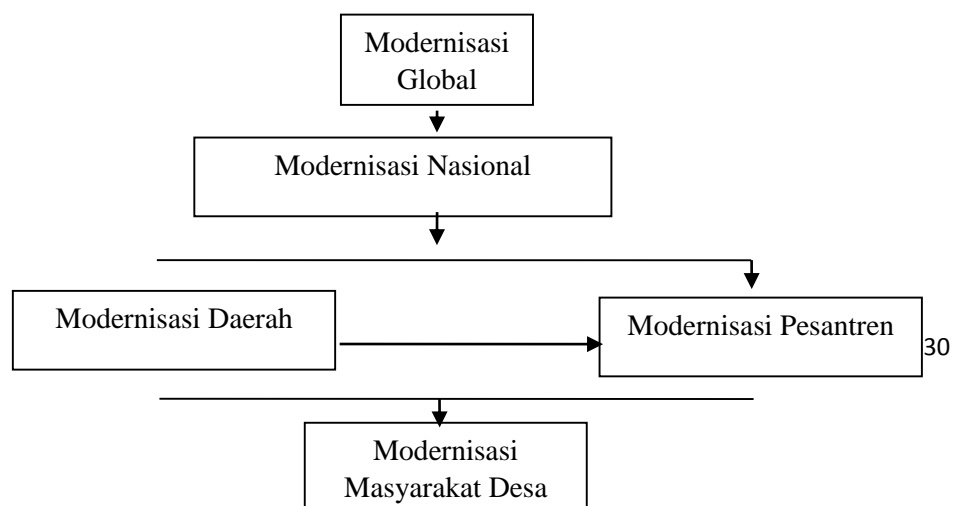 Modernisasi
Global
Modernisasi Nasional
Modernisasi Daerah
Modernisasi Pesantren
30
Modernisasi
Masyarakat Desa